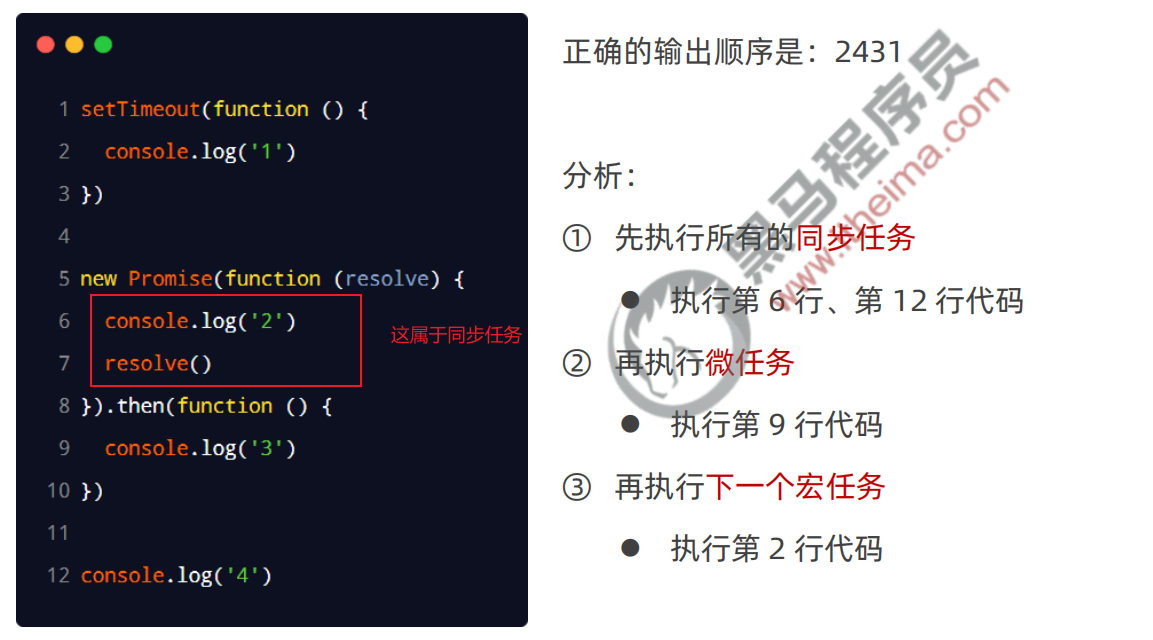 1 setTimeout(function () {
2 console.log('1')
3 })
4
5 new Promise(function (resolve) {
6 console.log('2')
7 resolve()
8 }).then(function () {
9 console.log('3')
10 })
11
12 console.log('4')
这属于同步任务
正确的输出顺序是：2431
分析：
① 先执行所有的同步任务
● 执行第 6 行、第 12 行代码
② 再执行微任务
● 执行第 9 行代码
③ 再执行下一个宏任务
● 执行第 2 行代码
黑马程序员
www.itheima.com